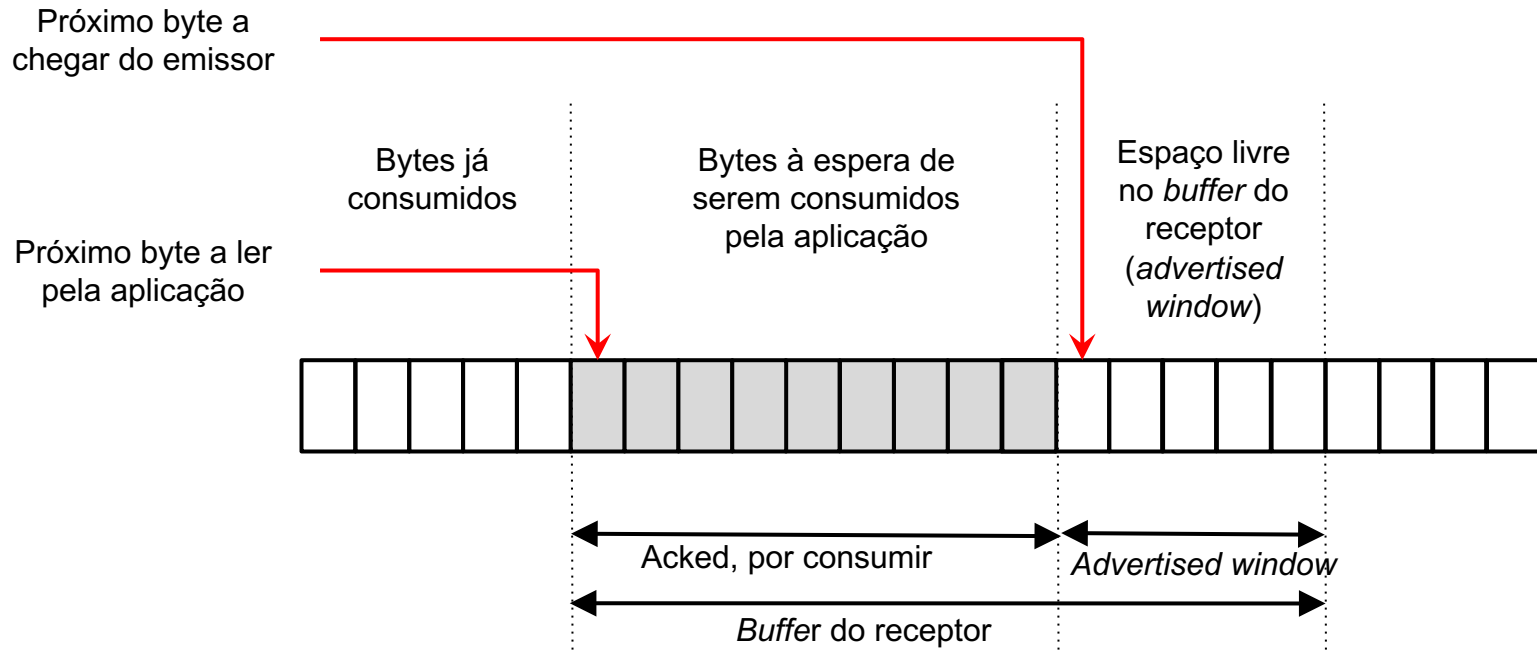 Próximo byte a
chegar do emissor
Bytes já
consumidos
Bytes à espera de
serem consumidos
pela aplicação
Espaço livre
no buffer do
receptor
(advertised
window)
Próximo byte a ler
pela aplicação
Acked, por consumir
Advertised window
Buffer do receptor